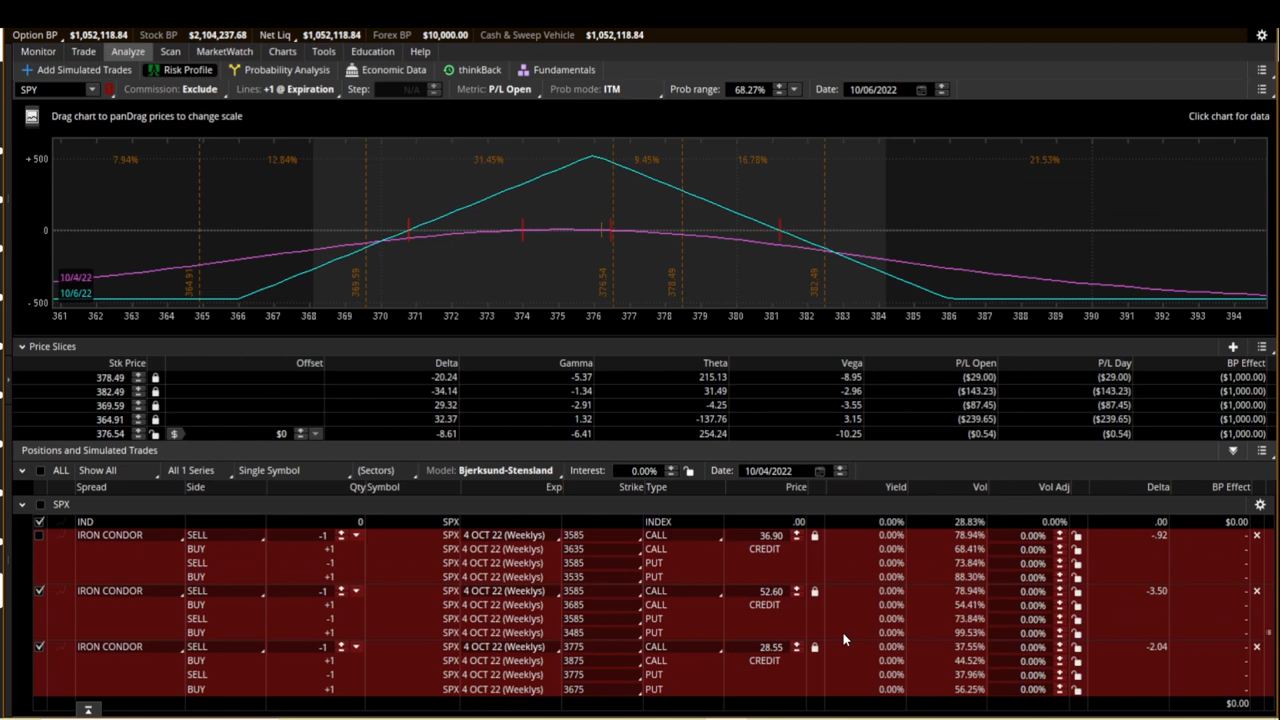 Option BP $1,052,118.84 Stock BP $2,104,237.68 Net Liq $1,052,118.84 Forex BP $10,000.00 Cash & Sweep Vehicle $1,052,118.84
Monitor Trade Analyze Scan MarketWatch Charts Tools Education Help
Add Simulated Trades Risk Profile Probability Analysis Economic Data thinkBack Fundamentals
SPY Commission: Exclude Lines: +1 @ Expiration Step: N/A Metric: P/L Open Prob mode: ITM Prob range: 68.27% Date: 10/06/2022
Drag chart to panDrag prices to change scale Click chart for data
+500 7.94% 12.84% 31.45% 9.45% 16.78% 21.53%
0
364.91 369.59 376.54 378.49 382.49
10/4/22
10/6/22
-500
361 362 363 364 365 366 367 368 369 370 371 372 373 374 375 376 377 378 379 380 381 382 383 384 385 386 387 388 389 390 391 392 393 394
Price Slices
Stk Price Offset Delta Gamma Theta Vega P/L Open P/L Day BP Effect
378.49 -20.24 -5.37 215.13 -8.95 ($29.00) ($29.00) ($1,000.00)
382.49 -34.14 -1.34 31.49 -2.96 ($143.23) ($143.23) ($1,000.00)
369.59 29.32 -2.91 -4.25 -3.55 ($87.45) ($87.45) ($1,000.00)
364.91 32.37 1.32 -137.76 3.15 ($239.65) ($239.65) ($1,000.00)
376.54 $ $0 -8.61 -6.41 254.24 -10.25 ($0.54) ($0.54) ($1,000.00)
Positions and Simulated Trades
ALL Show All All 1 Series Single Symbol (Sectors) Model: Bjerksund-Stensland Interest: 0.00% Date: 10/04/2022
Spread Side Qty Symbol Exp Strike Type Price Yield Vol Vol Adj Delta BP Effect
SPX
IND 0 SPX INDEX .00 0.00% 28.83% 0.00% .00 $0.00
IRON CONDOR SELL -1 SPX 4 OCT 22 (Weeklys) 3585 CALL 36.90 0.00% 78.94% 0.00% -.92 -
BUY +1 SPX 4 OCT 22 (Weeklys) 3635 CALL CREDIT 0.00% 68.41% 0.00% -
SELL -1 SPX 4 OCT 22 (Weeklys) 3585 PUT 0.00% 73.84% 0.00% -
BUY +1 SPX 4 OCT 22 (Weeklys) 3535 PUT 0.00% 88.30% 0.00% -
IRON CONDOR SELL -1 SPX 4 OCT 22 (Weeklys) 3585 CALL 52.60 0.00% 78.94% 0.00% -3.50 -
BUY +1 SPX 4 OCT 22 (Weeklys) 3685 CALL CREDIT 0.00% 54.41% 0.00% -
SELL -1 SPX 4 OCT 22 (Weeklys) 3585 PUT 0.00% 73.84% 0.00% -
BUY +1 SPX 4 OCT 22 (Weeklys) 3485 PUT 0.00% 99.53% 0.00% -
IRON CONDOR SELL -1 SPX 4 OCT 22 (Weeklys) 3775 CALL 28.55 0.00% 37.55% 0.00% -2.04 -
BUY +1 SPX 4 OCT 22 (Weeklys) 3875 CALL CREDIT 0.00% 44.52% 0.00% -
SELL -1 SPX 4 OCT 22 (Weeklys) 3775 PUT 0.00% 37.96% 0.00% -
BUY +1 SPX 4 OCT 22 (Weeklys) 3675 PUT 0.00% 56.25% 0.00% -
$0.00